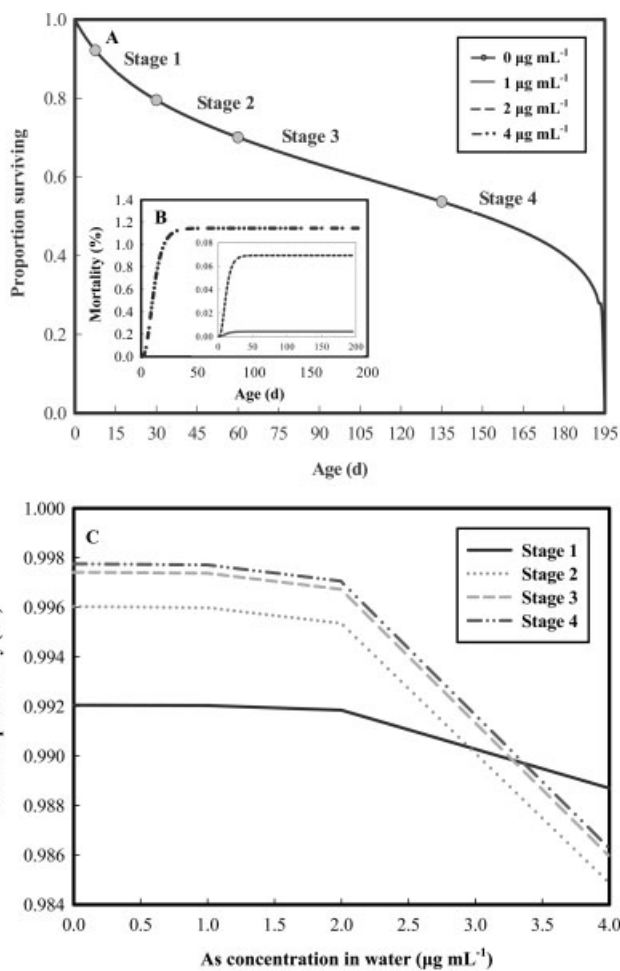 1.0
A
Stage 1
0 µg mL⁻¹
1 µg mL⁻¹
2 µg mL⁻¹
4 µg mL⁻¹
0.8
Stage 2
Stage 3
0.6
Stage 4
Proportion surviving
0.4
0.2
0.0
B
1.4
1.2
1.0
0.8
0.6
0.4
0.2
0.0
Mortality (%)
0.08
0.06
0.04
0.02
0.00
0 50 100 150 200
0 50 100 150 200
Age (d)
0 15 30 45 60 75 90 105 120 135 150 165 180 195
Age (d)
1.000
C
Stage 1
Stage 2
Stage 3
Stage 4
0.998
0.996
0.994
0.992
0.990
0.988
0.986
0.984
0.0 0.5 1.0 1.5 2.0 2.5 3.0 3.5 4.0
As concentration in water (µg mL⁻¹)